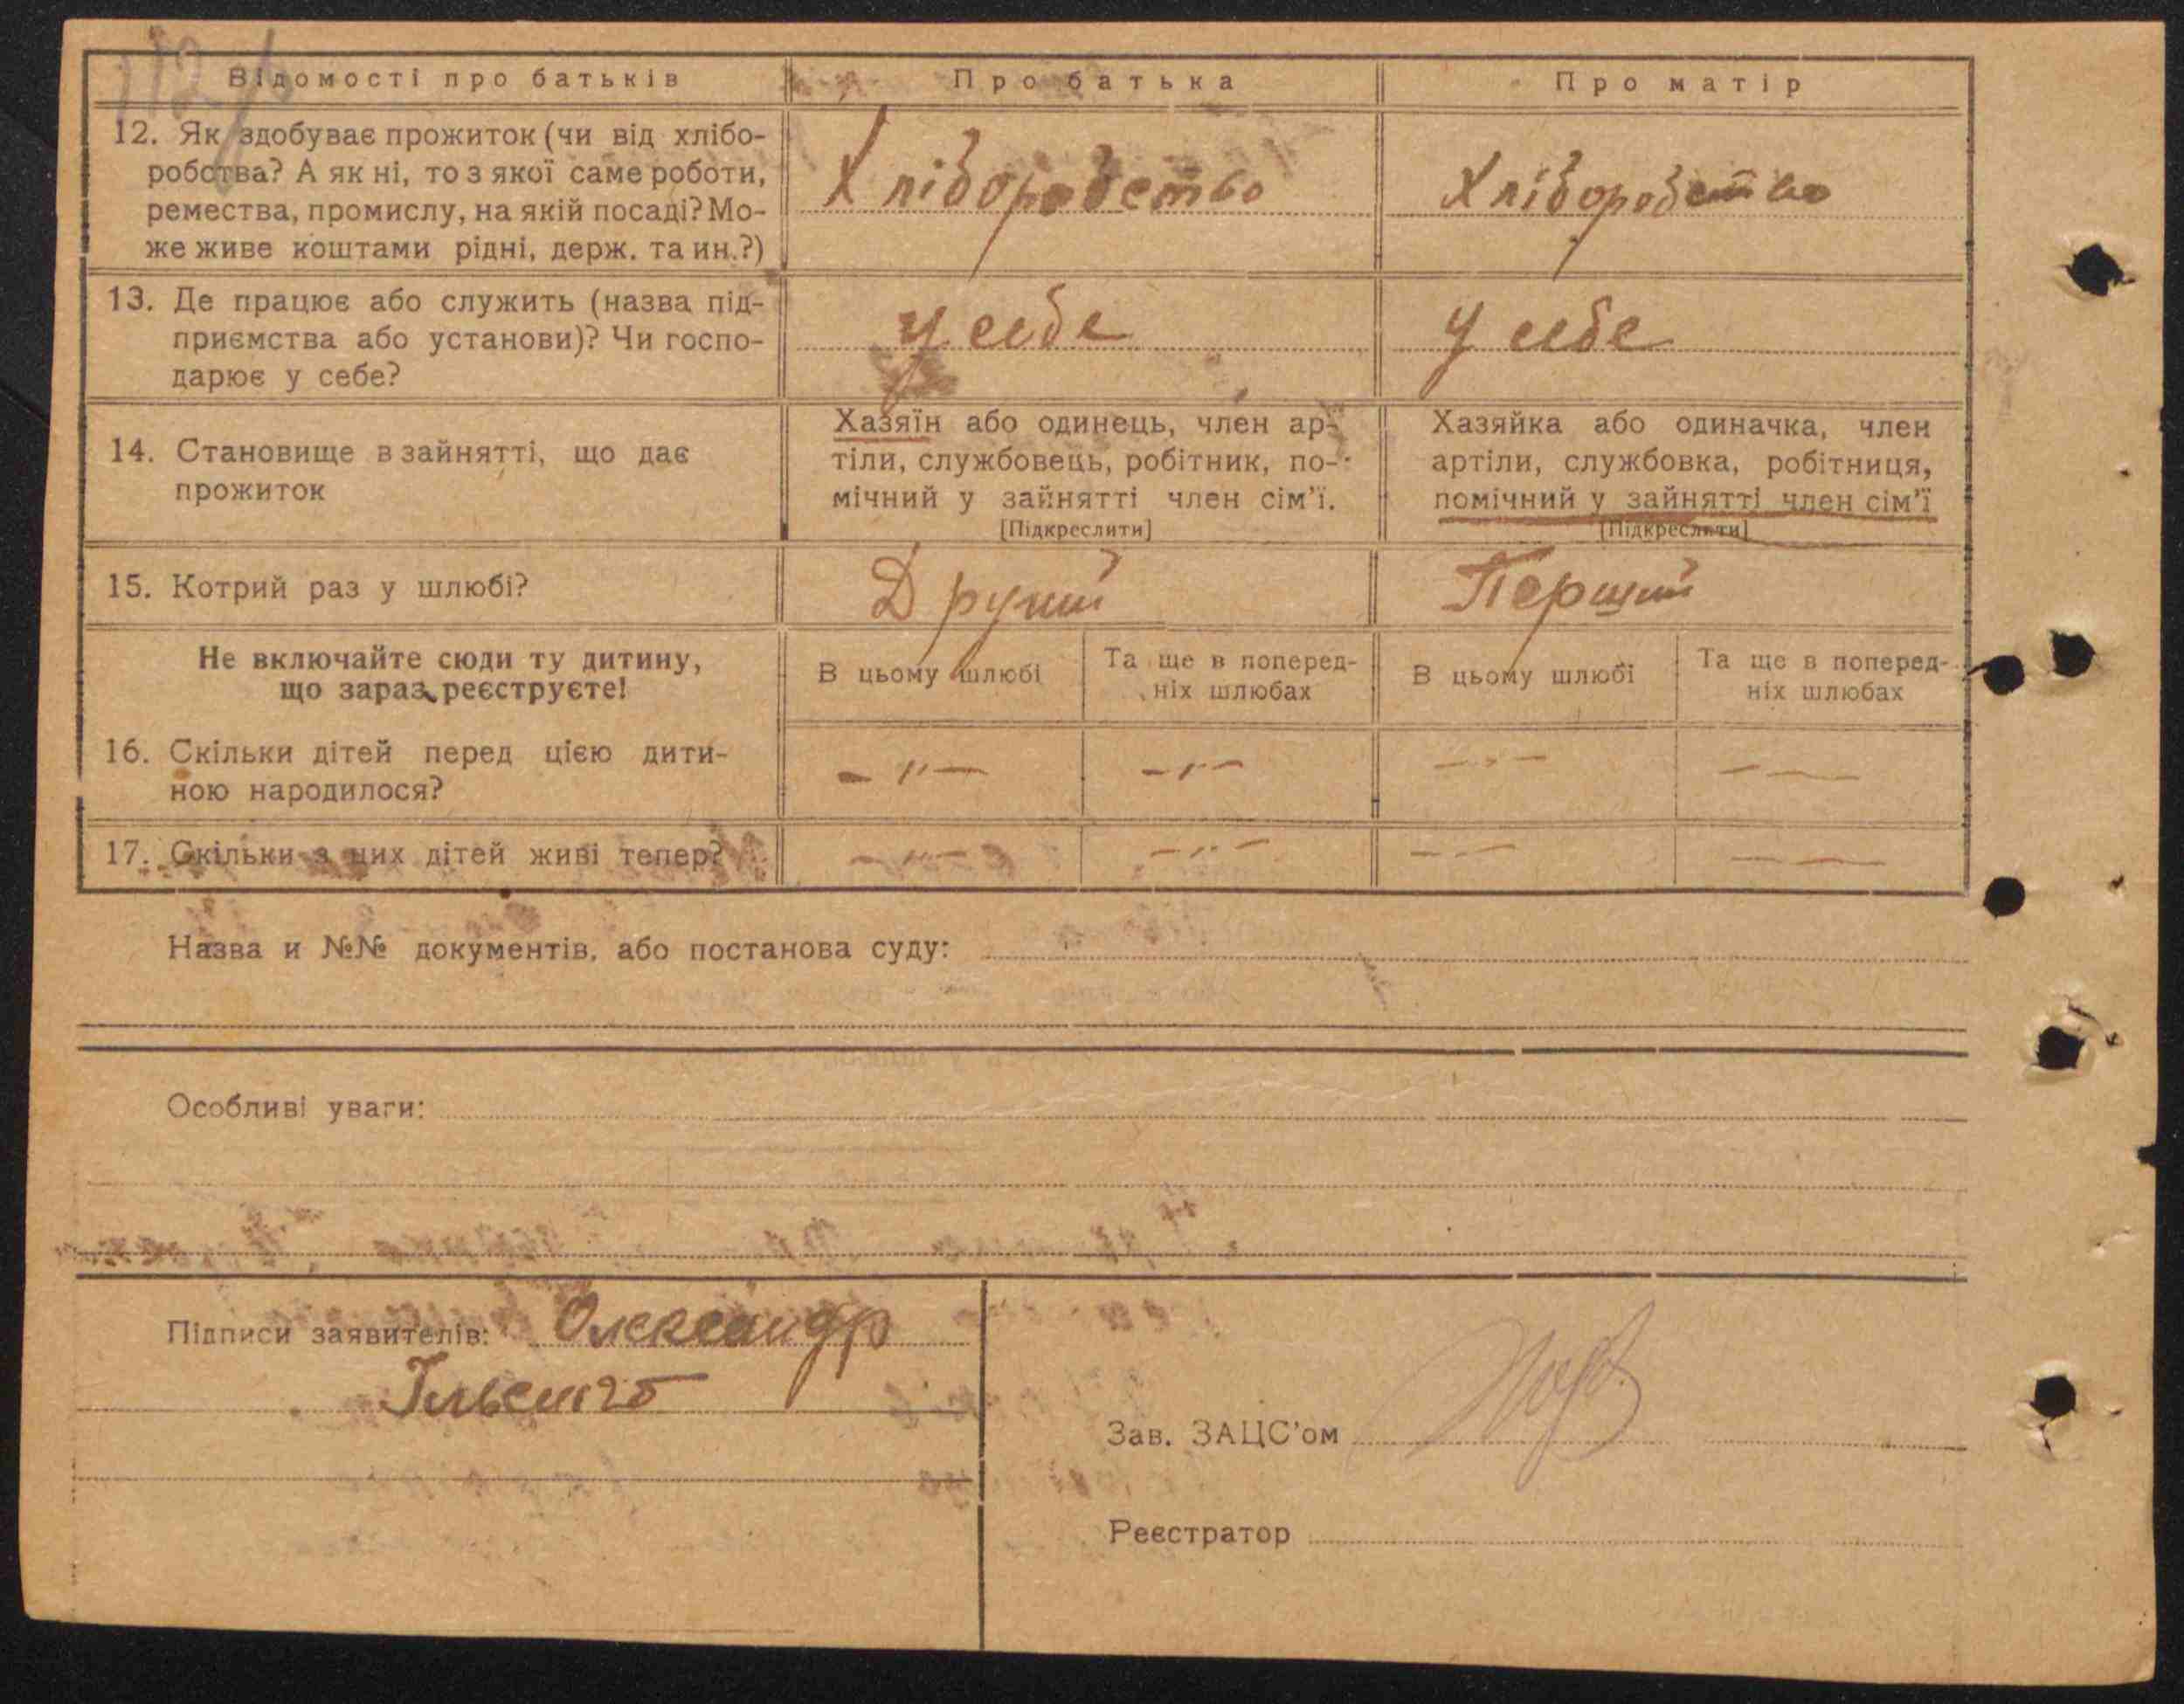 Відомості про батьків
Про батька
Про матір
12. Як здобуває прожиток (чи від хлібо-
робства? А як ні, то з якої саме роботи,
ремества, промислу, на якій посаді? Мо-
же живе коштами рідні, держ. та ин.?)
Хліборобство
Хліборобство
13. Де працює або служить (назва під-
приємства або установи)? Чи госпо-
дарює у себе?
у себе
у себе
14. Становище в зайнятті, що дає
прожиток
Хазяїн або одинець, член ар-
тіли, службовець, робітник, по-
мічний у зайнятті член сім'ї.
[Підкреслити]
Хазяйка або одиначка, член
артіли, службовка, робітниця,
помічний у зайнятті член сім'ї
[Підкреслити]
15. Котрий раз у шлюбі?
Другий
Перший
Не включайте сюди ту дитину,
що зараз реєструєте!
В цьому шлюбі
Та ще в поперед-
ніх шлюбах
В цьому шлюбі
Та ще в поперед-
ніх шлюбах
16. Скільки дітей перед цією дити-
ною народилося?
— " —
— " —
— " —
— —
17. Скільки з цих дітей живі тепер?
— " —
— " —
— —
— —
Назва и №№ документів, або постанова суду:
Особливі уваги:
Підписи заявителів: Олександр
Зав. ЗАЦС'ом
Реєстратор